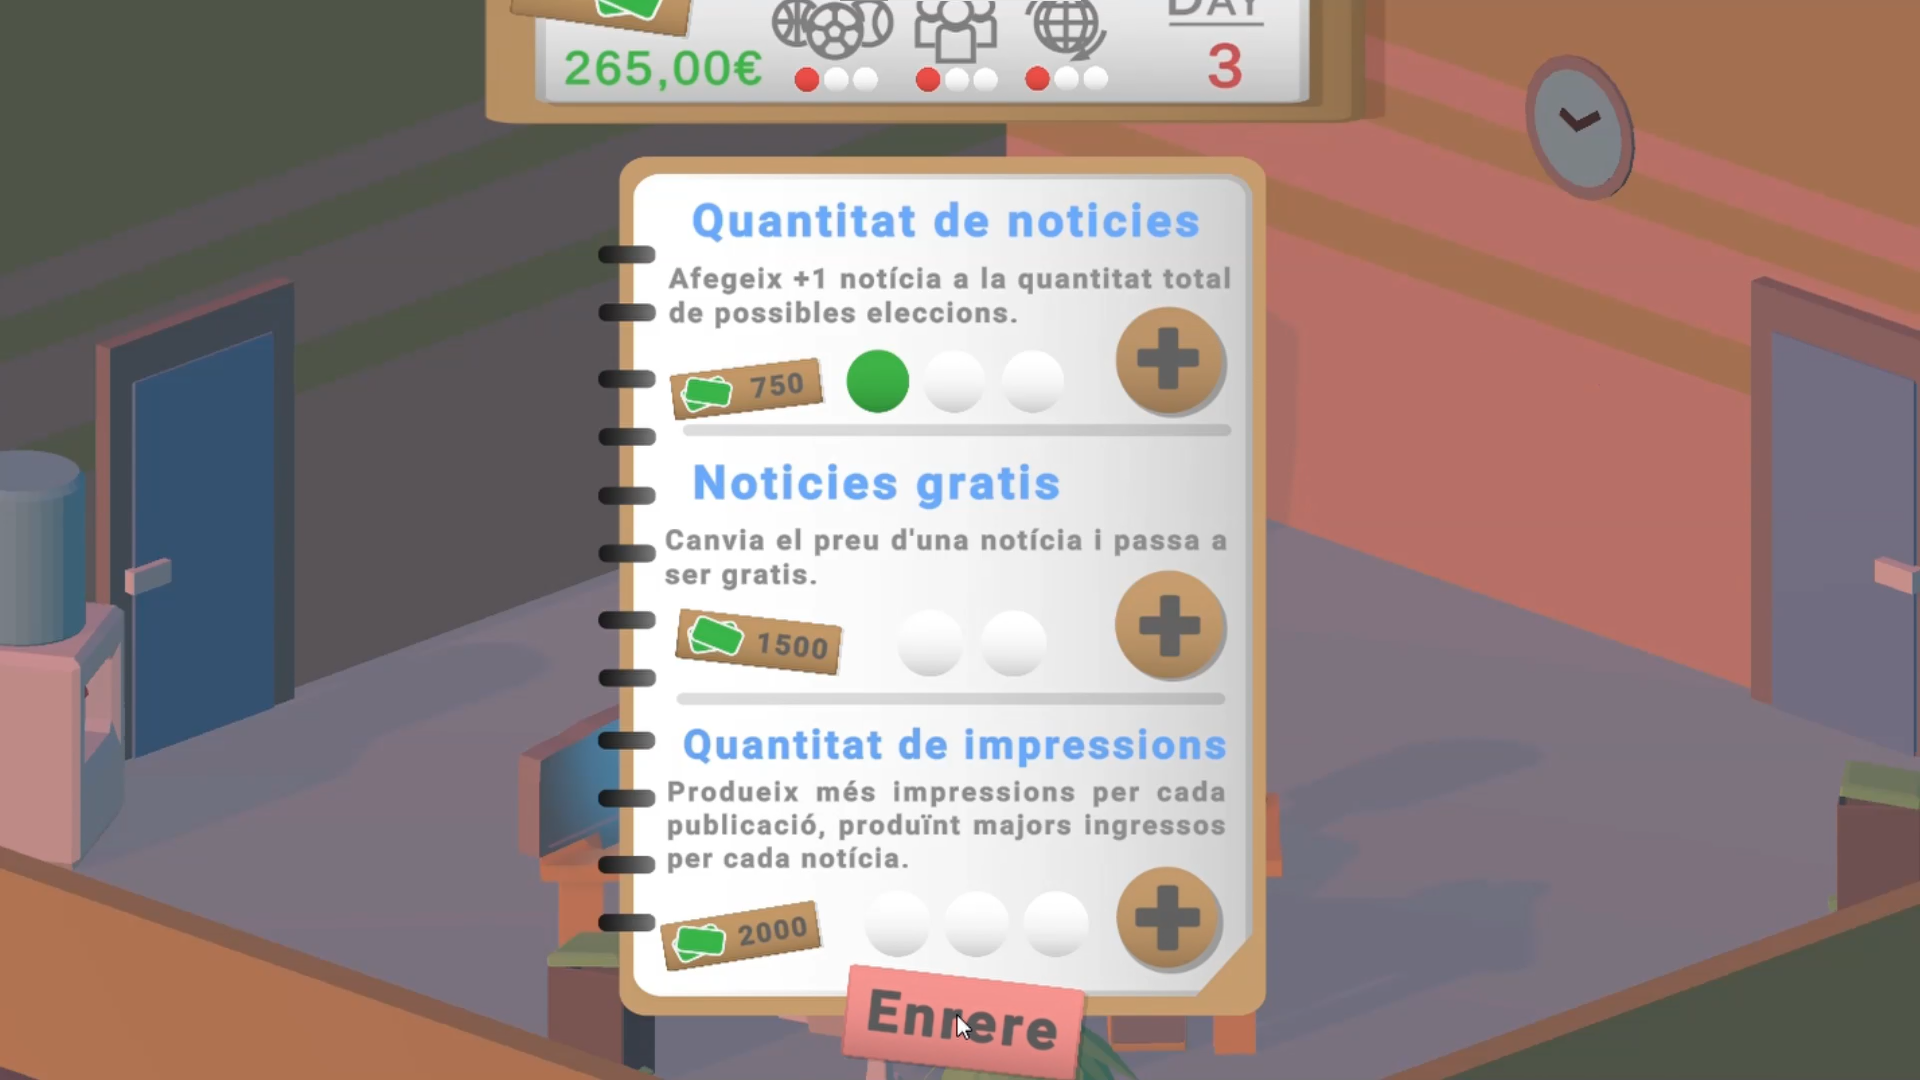 DAY
265,00€
3
Quantitat de noticies
Afegeix +1 notícia a la quantitat total
de possibles eleccions.
750
Noticies gratis
Canvia el preu d'una notícia i passa a
ser gratis.
1500
Quantitat de impressions
Produeix més impressions per cada
publicació, produïnt majors ingressos
per cada notícia.
2000
Enrere